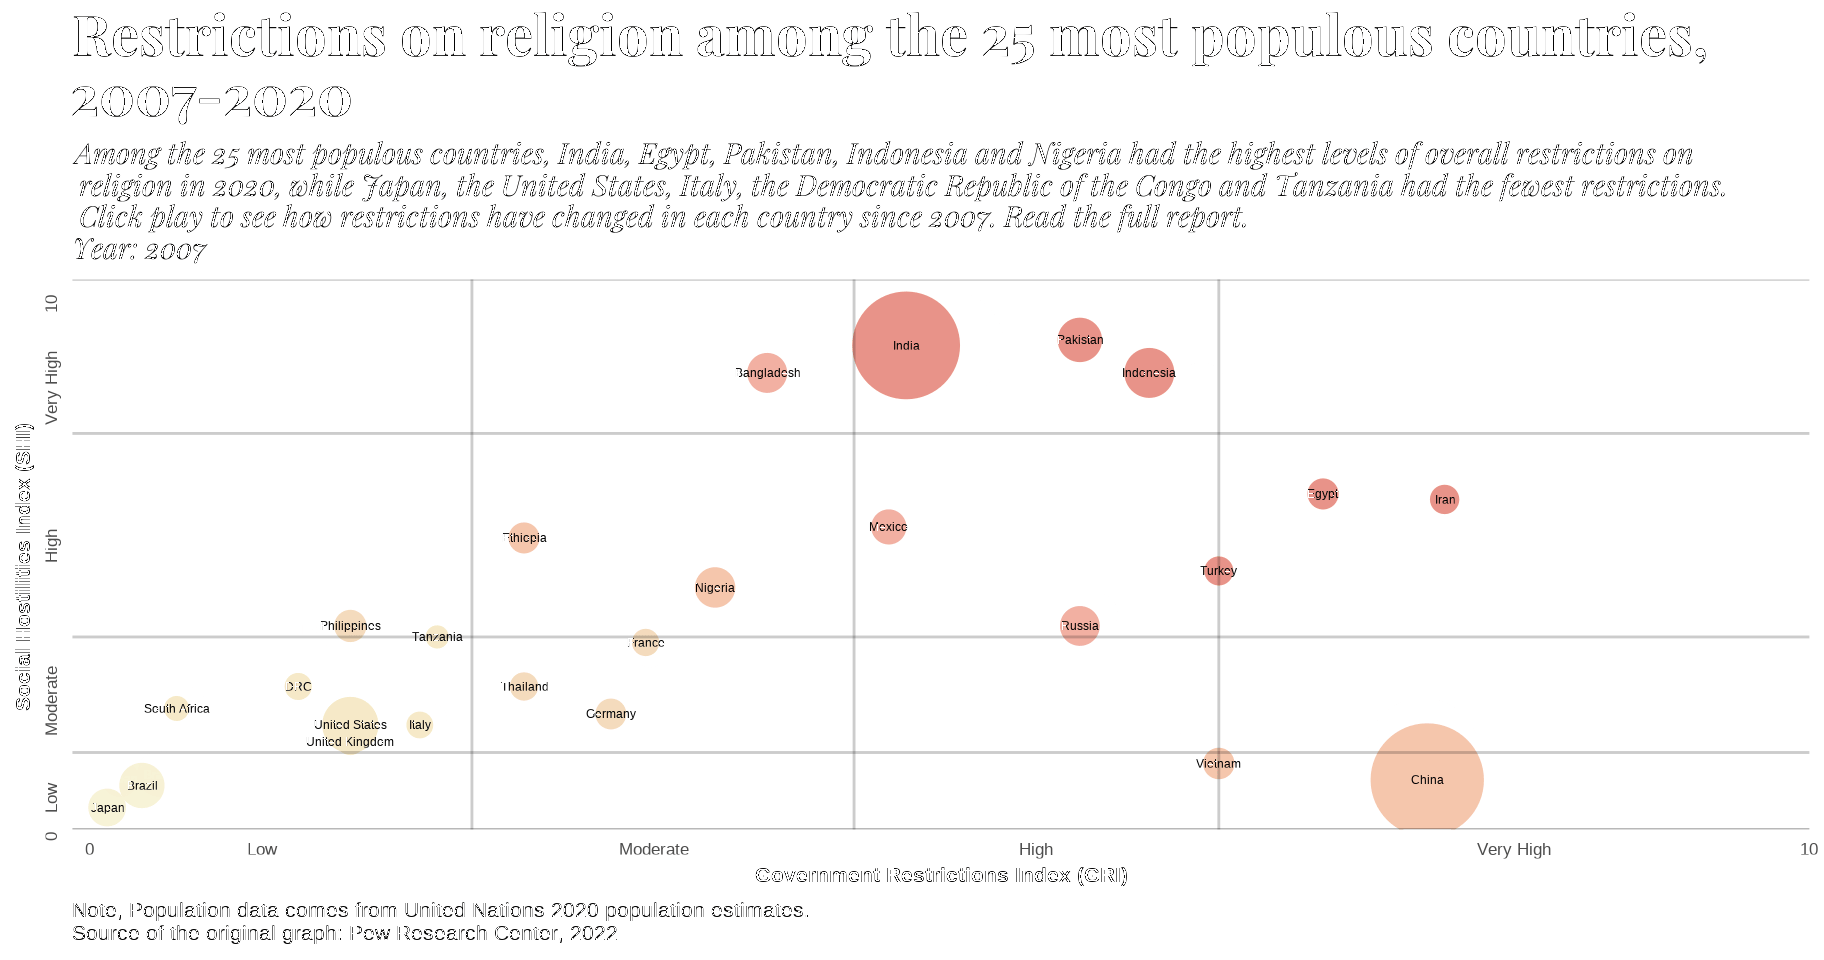 Restrictions on religion among the 25 most populous countries,
2007-2020
Among the 25 most populous countries, India, Egypt, Pakistan, Indonesia and Nigeria had the highest levels of overall restrictions on
religion in 2020, while Japan, the United States, Italy, the Democratic Republic of the Congo and Tanzania had the fewest restrictions.
Click play to see how restrictions have changed in each country since 2007. Read the full report.
Year: 2007
Social Hostilities Index (SHI)
10
Very High
High
Moderate
Low
0
India
Pakistan
Bangladesh
Indonesia
Egypt
Iran
Mexico
Ethiopia
Turkey
Nigeria
Philippines
Russia
Tanzania
France
DRC
Thailand
South Africa
Germany
United States
Italy
United Kingdom
Vietnam
China
Brazil
Japan
0
Low
Moderate
High
Very High
10
Government Restrictions Index (GRI)
Note, Population data comes from United Nations 2020 population estimates.
Source of the original graph: Pew Research Center, 2022